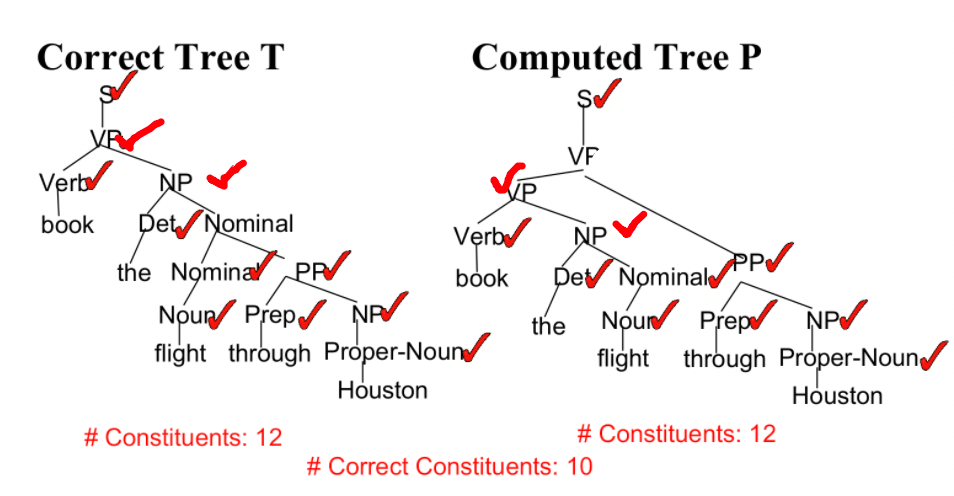 Correct Tree T Computed Tree P
S S
VP VP
Verb NP VP PP
book Det Nominal Verb NP
the Nominal PP book Det Nominal Prep NP
Noun Prep NP the Noun through Proper-Noun
flight through Proper-Noun flight Houston
Houston
# Constituents: 12 # Constituents: 12
# Correct Constituents: 10